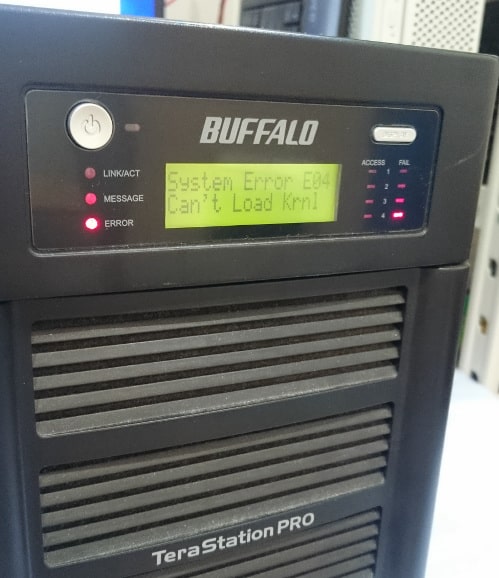 BUFFALO
LINK/ACT
MESSAGE
ERROR
System Error E04
Can't Load Krnl
DISPLAY
ACCESS FAIL
1
2
3
4
TeraStation PRO